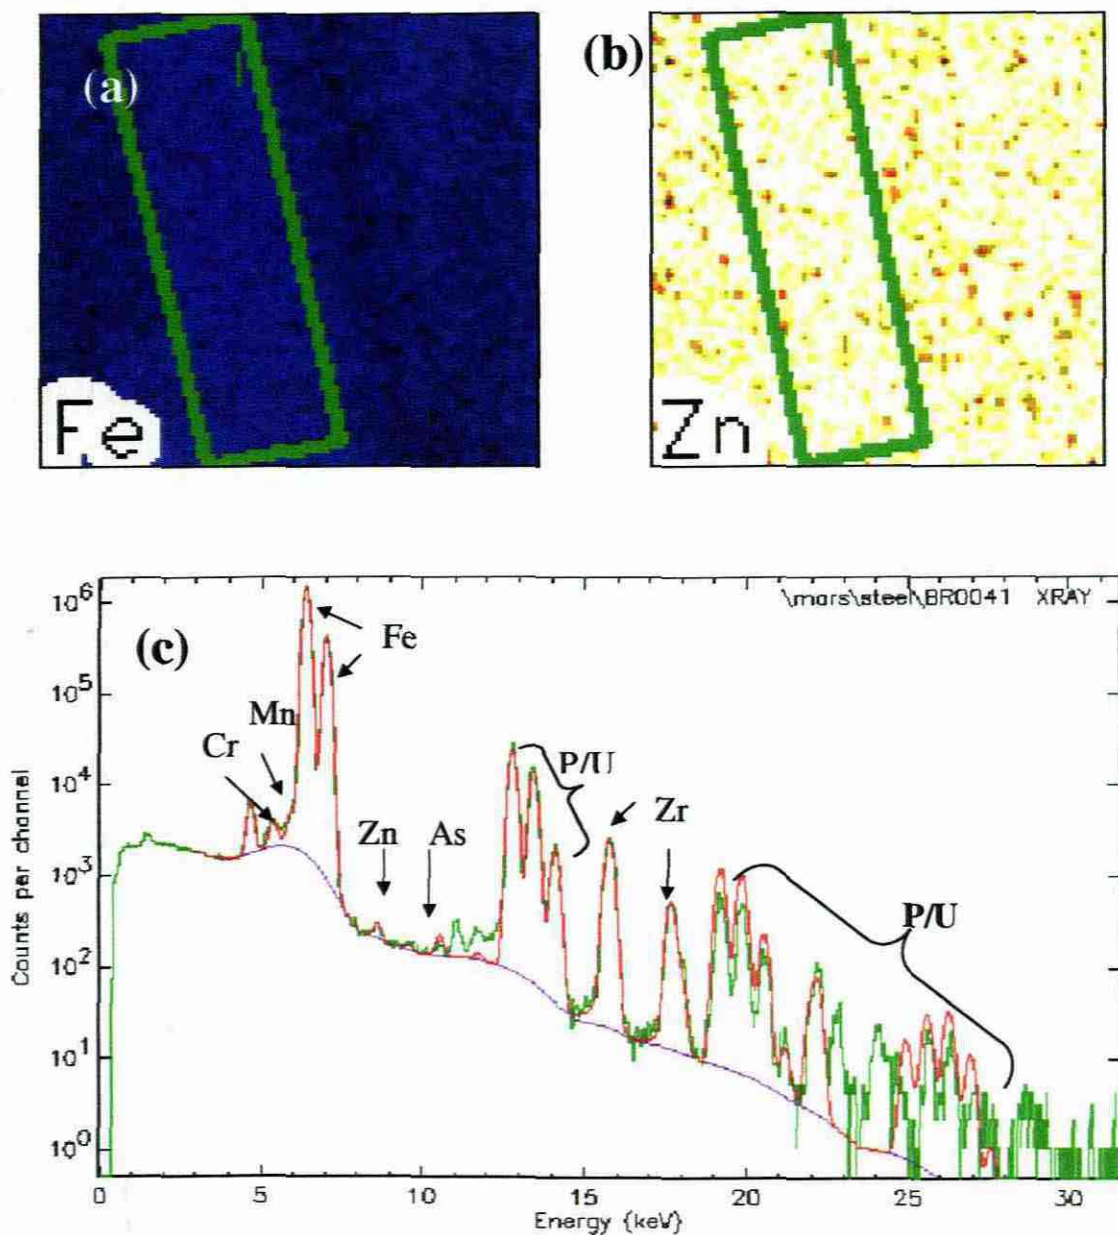 (a)
(b)
Fe
Zn
\mars\steel\BR0041 XRAY
(c)
Fe
Mn
Cr
Zn
As
P/U
Zr
P/U
10^6
10^5
10^4
10^3
10^2
10^1
10^0
Counts per channel
0 5 10 15 20 25 30
Energy {keV}